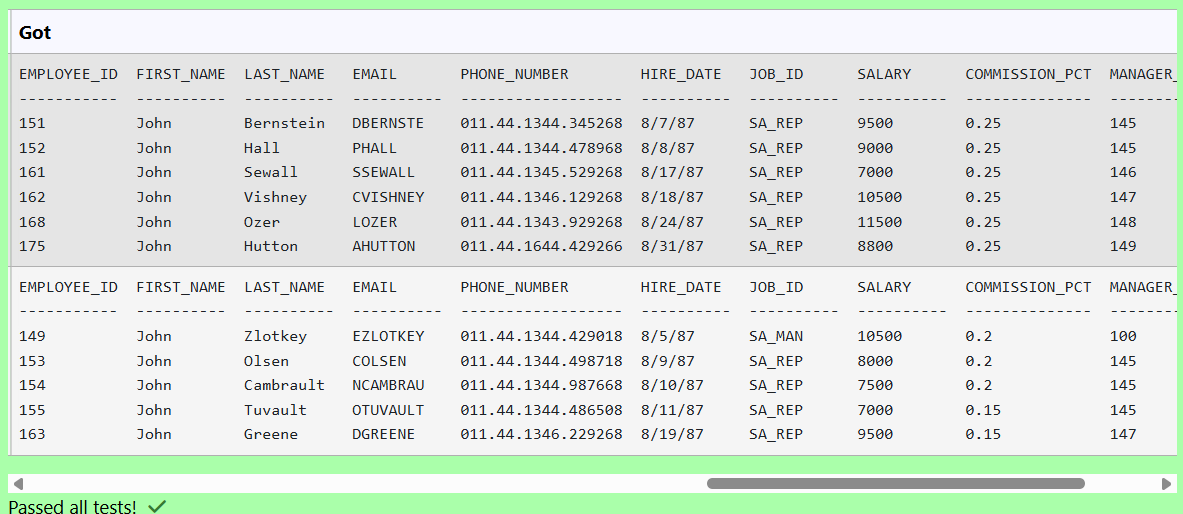 Got
EMPLOYEE_ID  FIRST_NAME  LAST_NAME   EMAIL       PHONE_NUMBER        HIRE_DATE   JOB_ID      SALARY      COMMISSION_PCT  MANAGER_
-----------  ----------  ----------  ----------  ------------------  ----------  ----------  ----------  --------------  --------
151          John        Bernstein   DBERNSTE    011.44.1344.345268  8/7/87      SA_REP      9500        0.25            145
152          John        Hall        PHALL       011.44.1344.478968  8/8/87      SA_REP      9000        0.25            145
161          John        Sewall      SSEWALL     011.44.1345.529268  8/17/87     SA_REP      7000        0.25            146
162          John        Vishney     CVISHNEY    011.44.1346.129268  8/18/87     SA_REP      10500       0.25            147
168          John        Ozer        LOZER       011.44.1343.929268  8/24/87     SA_REP      11500       0.25            148
175          John        Hutton      AHUTTON     011.44.1644.429266  8/31/87     SA_REP      8800        0.25            149
EMPLOYEE_ID  FIRST_NAME  LAST_NAME   EMAIL       PHONE_NUMBER        HIRE_DATE   JOB_ID      SALARY      COMMISSION_PCT  MANAGER_
-----------  ----------  ----------  ----------  ------------------  ----------  ----------  ----------  --------------  --------
149          John        Zlotkey     EZLOTKEY    011.44.1344.429018  8/5/87      SA_MAN      10500       0.2             100
153          John        Olsen       COLSEN      011.44.1344.498718  8/9/87      SA_REP      8000        0.2             145
154          John        Cambrault   NCAMBRAU    011.44.1344.987668  8/10/87     SA_REP      7500        0.2             145
155          John        Tuvault     OTUVAULT    011.44.1344.486508  8/11/87     SA_REP      7000        0.15            145
163          John        Greene      DGREENE     011.44.1346.229268  8/19/87     SA_REP      9500        0.15            147
Passed all tests! ✓